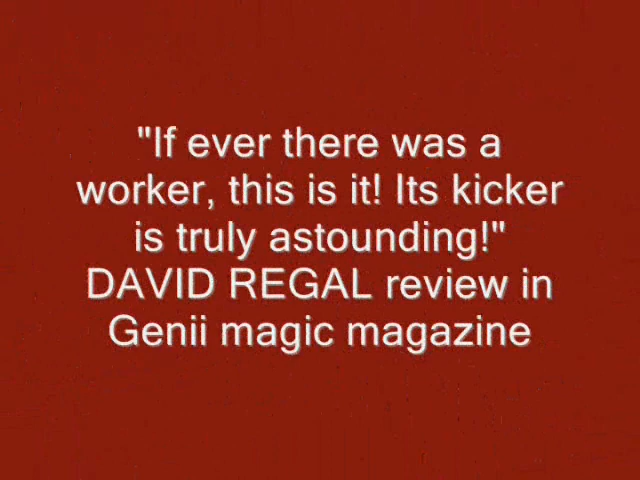 "If ever there was a
worker, this is it! Its kicker
is truly astounding!"
DAVID REGAL review in
Genii magic magazine